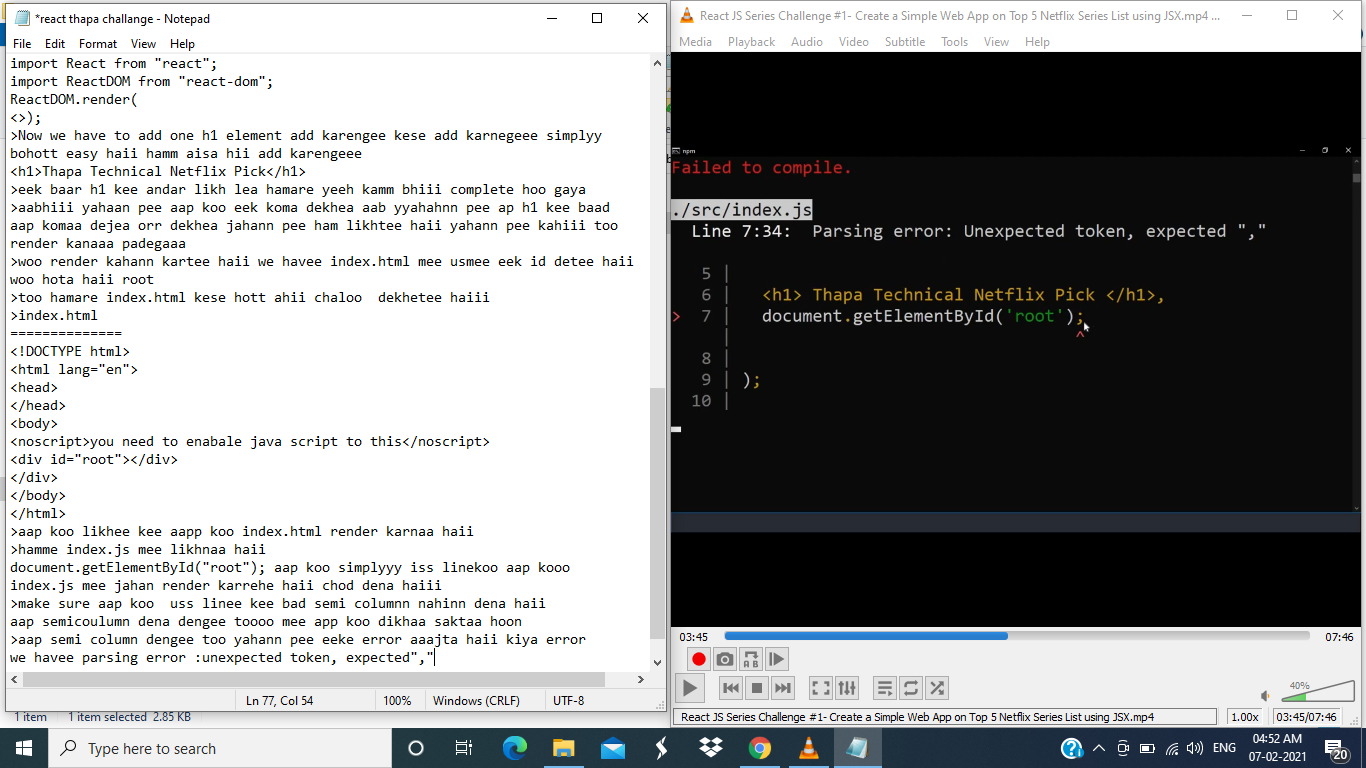 *react thapa challange - Notepad
File Edit Format View Help
import React from "react";
import ReactDOM from "react-dom";
ReactDOM.render(
<>);
>Now we have to add one h1 element add karengee kese add karnegeee simplyy
bohott easy haii hamm aisa hii add karengeee
<h1>Thapa Technical Netflix Pick</h1>
>eek baar h1 kee andar likh lea hamare yeeh kamm bhiii complete hoo gaya
>aabhiii yahaan pee aap koo eek koma dekhea aab yyahahnn pee ap h1 kee baad
aap komaa dejea orr dekhea jahann pee ham likhtee haii yahann pee kahiii too
render kanaaa padegaaa
>woo render kahann kartee haii we havee index.html mee usmee eek id detee haii
woo hota haii root
>too hamare index.html kese hott ahii chaloo  dekhetee haiii
>index.html
==============
<!DOCTYPE html>
<html lang="en">
<head>
</head>
<body>
<noscript>you need to enabale java script to this</noscript>
<div id="root"></div>
</div>
</body>
</html>
>aap koo likhee kee aapp koo index.html render karnaa haii
>hamme index.js mee likhnaa haii
document.getElementById("root"); aap koo simplyyy iss linekoo aap kooo
index.js mee jahan render karrehe haii chod dena haiii
>make sure aap koo  uss linee kee bad semi columnn nahinn dena haii
aap semicoulumn dena dengee toooo mee app koo dikhaa saktaa hoon
>aap semi column dengee too yahann pee eeke error aaajta haii kiya error
we havee parsing error :unexpected token, expected","
Ln 77, Col 54 100% Windows (CRLF) UTF-8
1 item 1 item selected 2.85 KB
React JS Series Challenge #1- Create a Simple Web App on Top 5 Netflix Series List using JSX.mp4 ...
Media Playback Audio Video Subtitle Tools View Help
npm
Failed to compile.
./src/index.js
Line 7:34:  Parsing error: Unexpected token, expected ","
5 |
6 | <h1> Thapa Technical Netflix Pick </h1>,
> 7 | document.getElementById('root');
| ^
8 |
9 | );
10 |
03:45 07:46
A B
40%
React JS Series Challenge #1- Create a Simple Web App on Top 5 Netflix Series List using JSX.mp4 1.00x 03:45/07:46
Type here to search
ENG 04:52 AM
07-02-2021
20